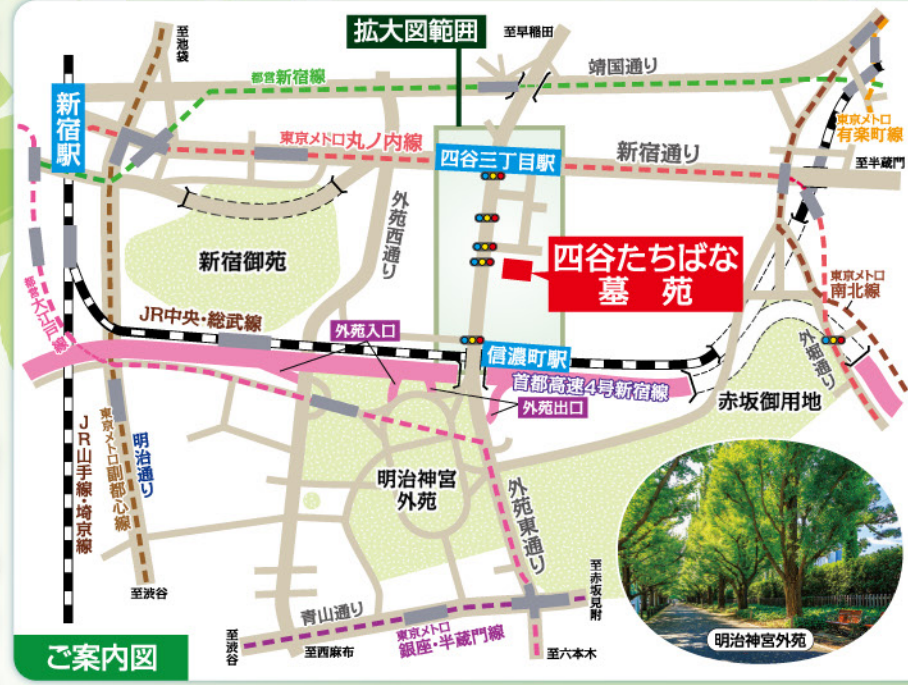 拡大図範囲
至池袋
至早稲田
靖国通り
都営新宿線
新宿駅
東京メトロ丸ノ内線
四谷三丁目駅
新宿通り
東京メトロ
有楽町線
至半蔵門
外苑西通り
新宿御苑
四谷たちばな
墓 苑
東京メトロ
南北線
都営大江戸線
JR中央・総武線
外苑入口
信濃町駅
首都高速4号新宿線
外苑出口
外堀通り
赤坂御用地
JR山手線・埼京線
東京メトロ副都心線
明治通り
明治神宮
外苑
外苑東通り
至渋谷
青山通り
至赤坂見附
至渋谷
至西麻布
東京メトロ
銀座・半蔵門線
至六本木
明治神宮外苑
ご案内図